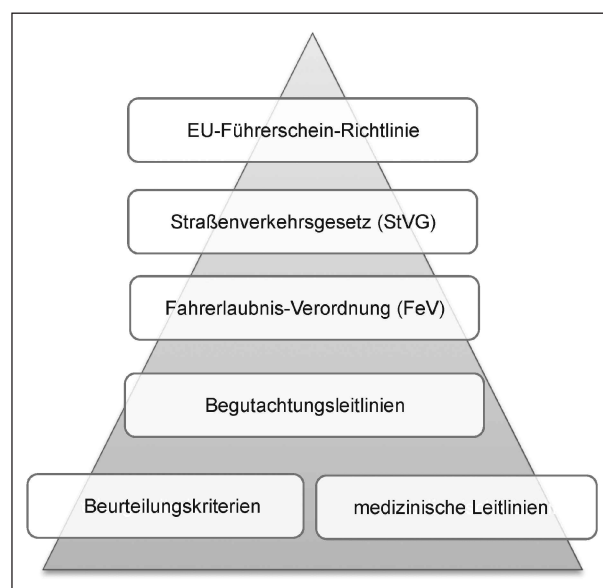 EU-Führerschein-Richtlinie
Straßenverkehrsgesetz (StVG)
Fahrerlaubnis-Verordnung (FeV)
Begutachtungsleitlinien
Beurteilungskriterien
medizinische Leitlinien